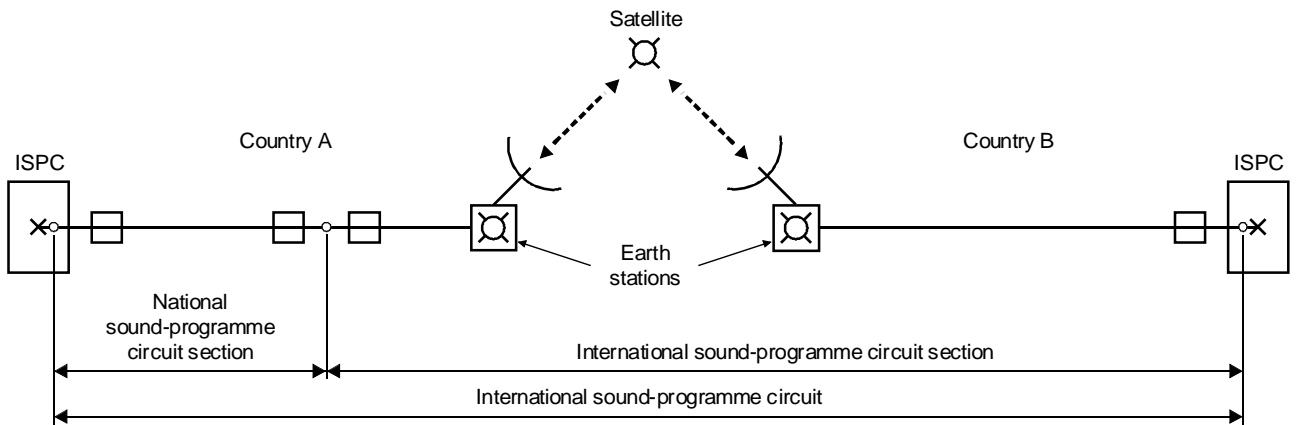 Satellite
Country A
Country B
ISPC
ISPC
Earth
stations
National
sound-programme
circuit section
International sound-programme circuit section
International sound-programme circuit